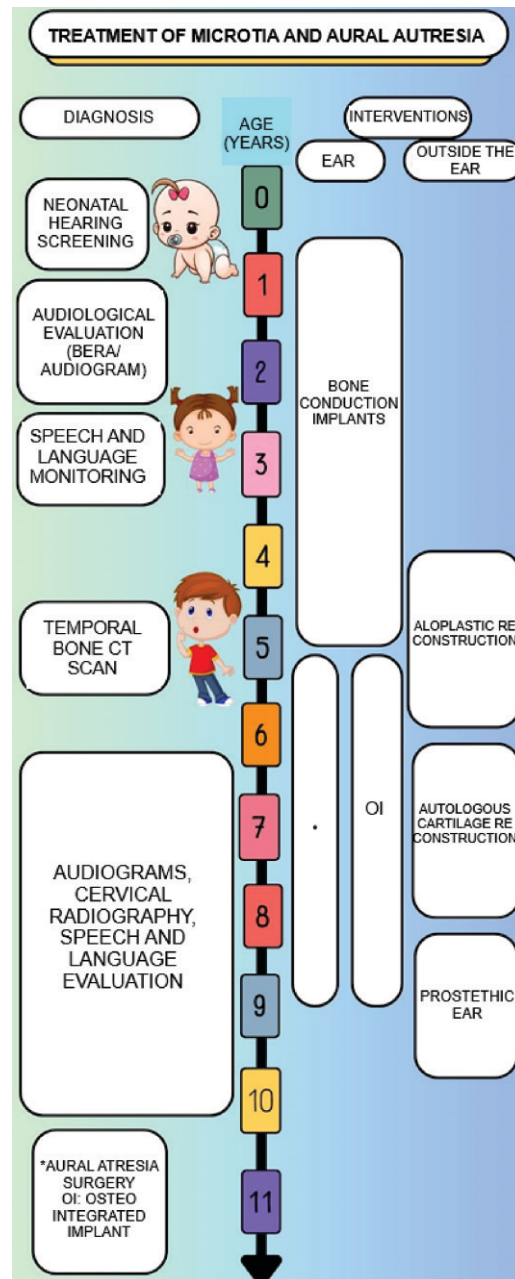 TREATMENT OF MICROTIA AND AURAL AUTRESIA
DIAGNOSIS
AGE
(YEARS)
INTERVENTIONS
EAR
OUTSIDE THE
EAR
NEONATAL
HEARING
SCREENING
0
1
AUDIOLOGICAL
EVALUATION
(BERA/
AUDIOGRAM)
2
BONE
CONDUCTION
IMPLANTS
SPEECH AND
LANGUAGE
MONITORING
3
4
TEMPORAL
BONE CT
SCAN
5
ALOPLASTIC RE
CONSTRUCTION
6
7
.
OI
AUTOLOGOUS
CARTILAGE RE
CONSTRUCTION
AUDIOGRAMS,
CERVICAL
RADIOGRAPHY,
SPEECH AND
LANGUAGE
EVALUATION
8
9
PROSTETHIC
EAR
10
*AURAL ATRESIA
SURGERY
OI: OSTEO
INTEGRATED
IMPLANT
11